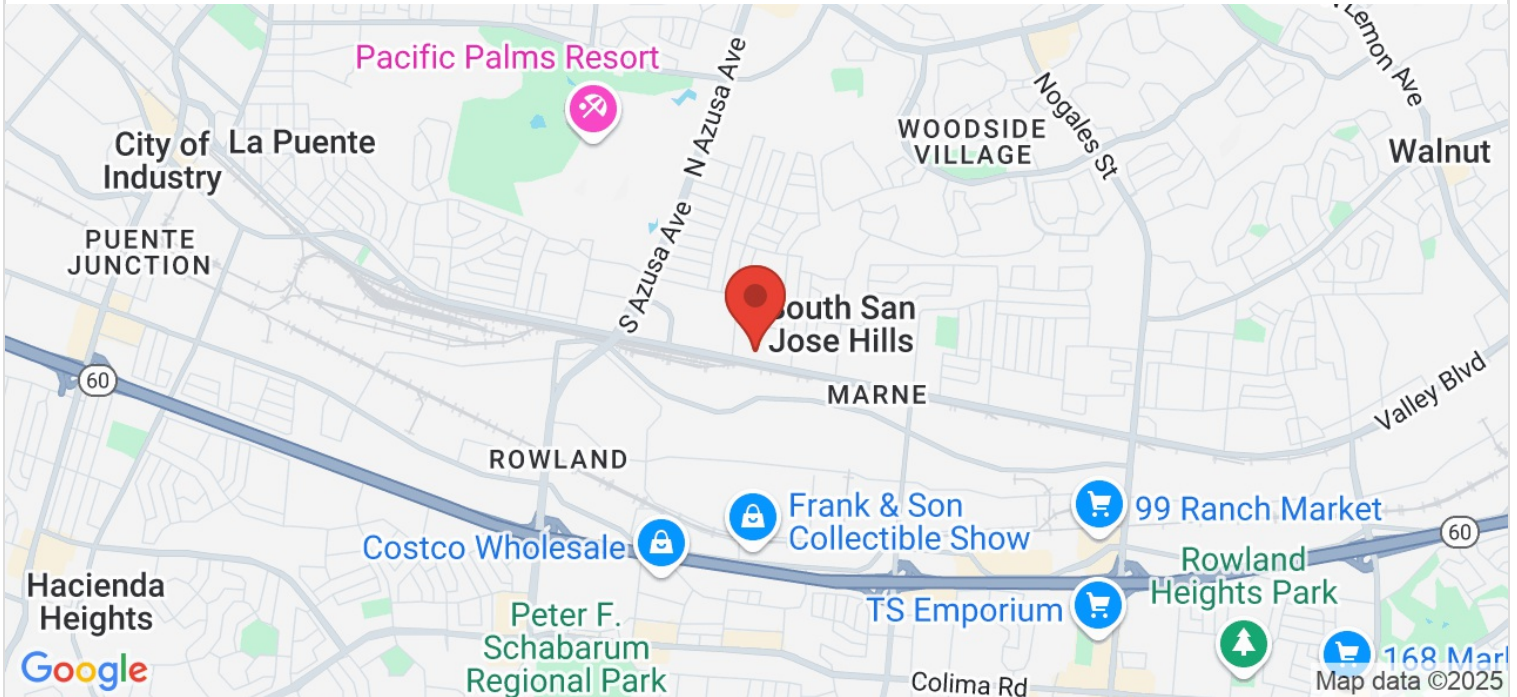 Pacific Palms Resort
City of
Industry
La Puente
N Azusa Ave
S Azusa Ave
WOODSIDE
VILLAGE
Nogales St
Lemon Ave
Walnut
PUENTE
JUNCTION
South San
Jose Hills
MARNE
Valley Blvd
60
ROWLAND
Frank & Son
Collectible Show
99 Ranch Market
60
Costco Wholesale
Rowland
Heights Park
TS Emporium
Hacienda
Heights
Peter F.
Schabarum
Regional Park
168 Mar
Colima Rd
Google
Map data ©2025